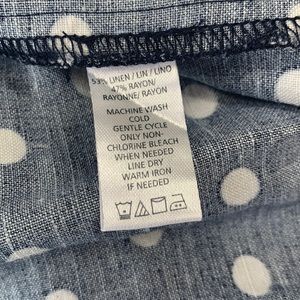 53% LINEN / LIN / LINO
47% RAYON/
RAYONNE/ RAYON
MACHINE WASH
COLD
GENTLE CYCLE
ONLY NON-
CHLORINE BLEACH
WHEN NEEDED
LINE DRY
WARM IRON
IF NEEDED